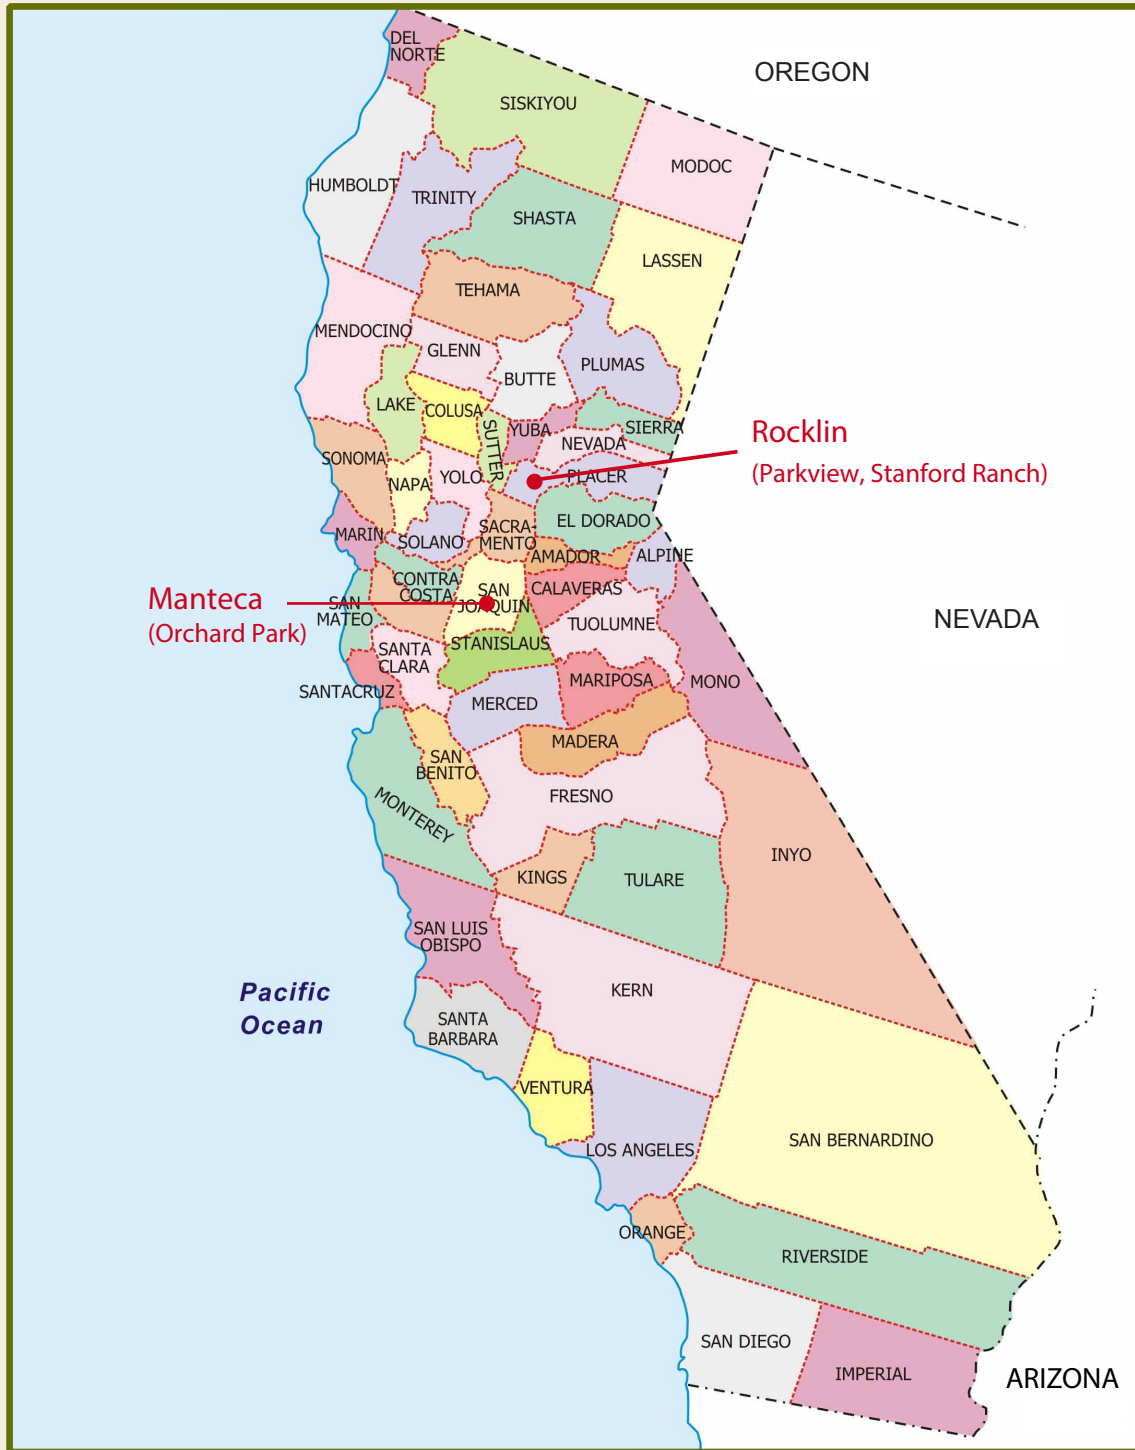 DEL
NORTE
OREGON
SISKIYOU
MODOC
HUMBOLDT
TRINITY
SHASTA
LASSEN
TEHAMA
MENDOCINO
GLENN
PLUMAS
BUTTE
LAKE
COLUSA
SUTTER
YUBA
SIERRA
NEVADA
Rocklin
(Parkview, Stanford Ranch)
SONOMA
NAPA
YOLO
PLACER
EL DORADO
MARIN
SOLANO
SACRA-
MENTO
AMADOR
ALPINE
CONTRA
COSTA
SAN
JOAQUIN
CALAVERAS
Manteca
(Orchard Park)
SAN
MATEO
TUOLUMNE
NEVADA
SANTA
CLARA
STANISLAUS
SANTACRUZ
MERCED
MARIPOSA
MONO
MADERA
SAN
BENITO
FRESNO
MONTEREY
INYO
KINGS
TULARE
SAN LUIS
OBISPO
KERN
Pacific
Ocean
SANTA
BARBARA
VENTURA
LOS ANGELES
SAN BERNARDINO
ORANGE
RIVERSIDE
SAN DIEGO
IMPERIAL
ARIZONA